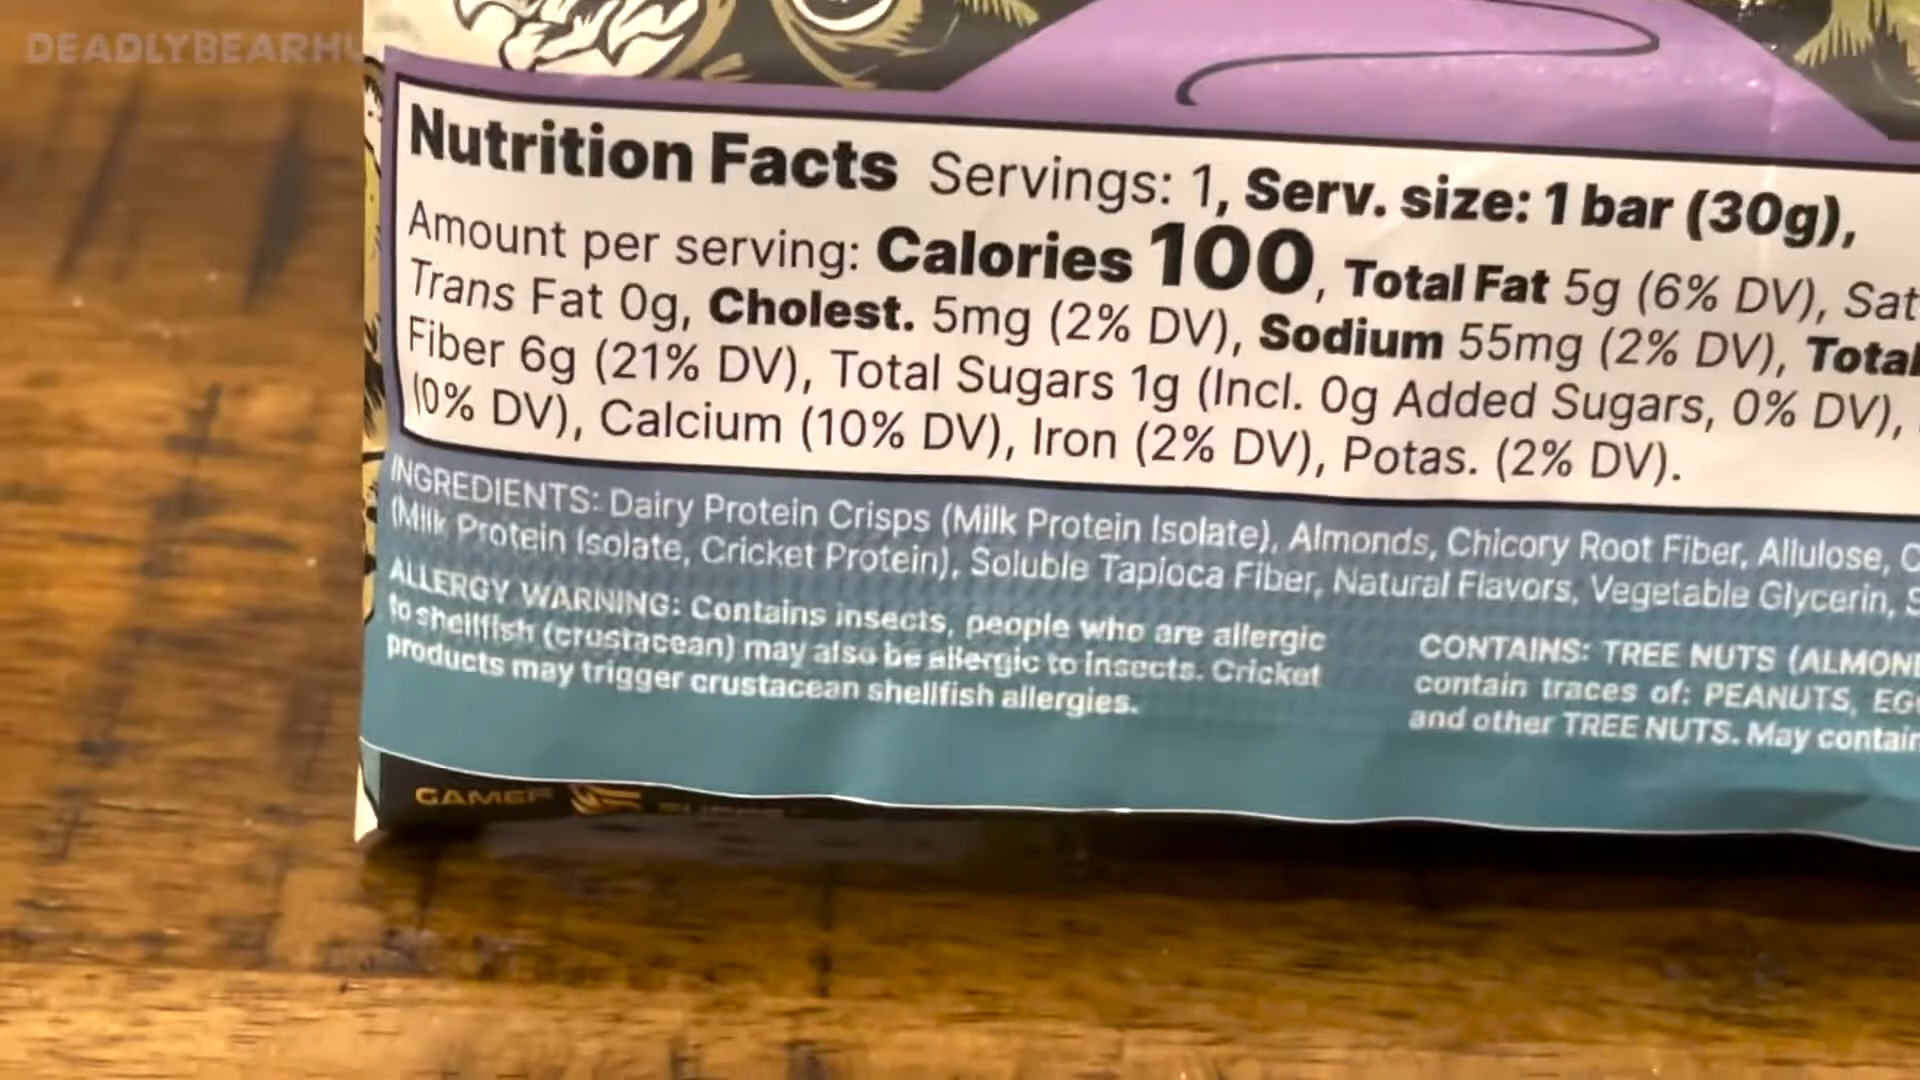 DEADLYBEARHU
Nutrition Facts Servings: 1, Serv. size: 1 bar (30g),
Amount per serving: Calories 100, Total Fat 5g (6% DV), Sat
Trans Fat 0g, Cholest. 5mg (2% DV), Sodium 55mg (2% DV), Total
Fiber 6g (21% DV), Total Sugars 1g (Incl. 0g Added Sugars, 0% DV),
(0% DV), Calcium (10% DV), Iron (2% DV), Potas. (2% DV).
INGREDIENTS: Dairy Protein Crisps (Milk Protein Isolate), Almonds, Chicory Root Fiber, Allulose,
(Milk Protein Isolate, Cricket Protein), Soluble Tapioca Fiber, Natural Flavors, Vegetable Glycerin,
ALLERGY WARNING: Contains insects, people who are allergic
to shellfish (crustacean) may also be allergic to insects. Cricket
products may trigger crustacean shellfish allergies.
CONTAINS: TREE NUTS (ALMOND
contain traces of: PEANUTS, EG
and other TREE NUTS. May contain
GAMER